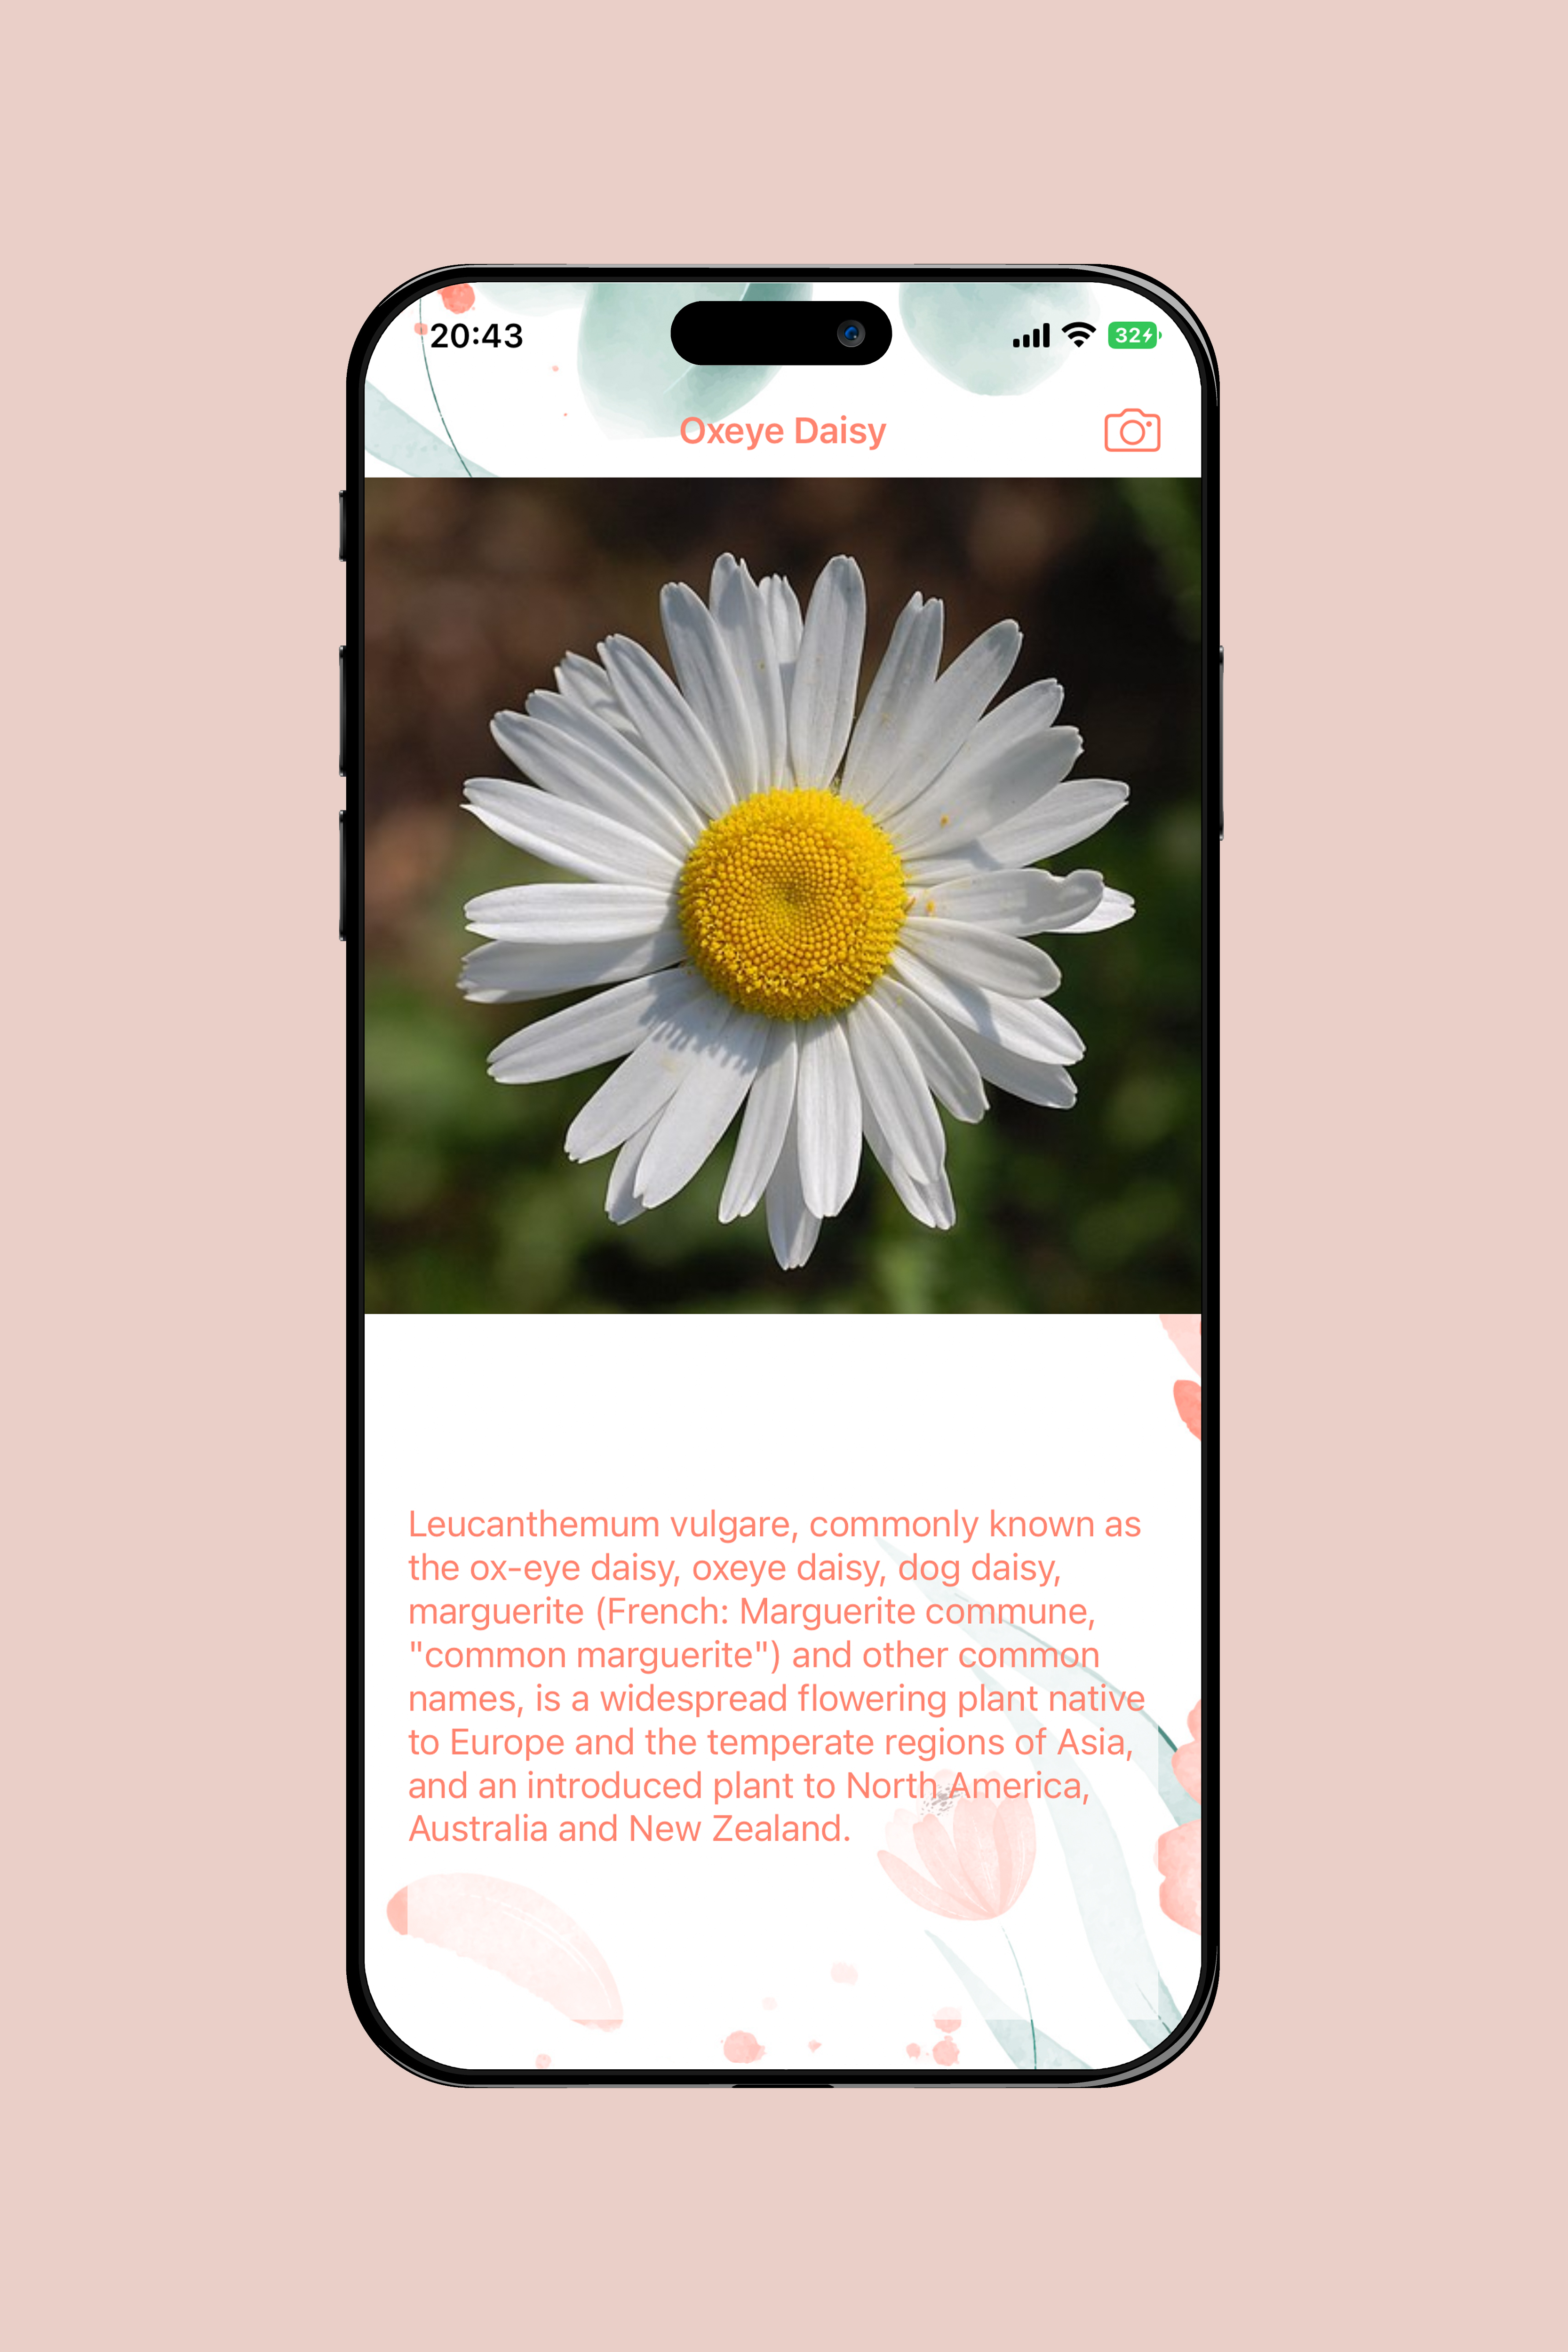 20:43
32
Oxeye Daisy
Leucanthemum vulgare, commonly known as
the ox-eye daisy, oxeye daisy, dog daisy,
marguerite (French: Marguerite commune,
"common marguerite") and other common
names, is a widespread flowering plant native
to Europe and the temperate regions of Asia,
and an introduced plant to North America,
Australia and New Zealand.